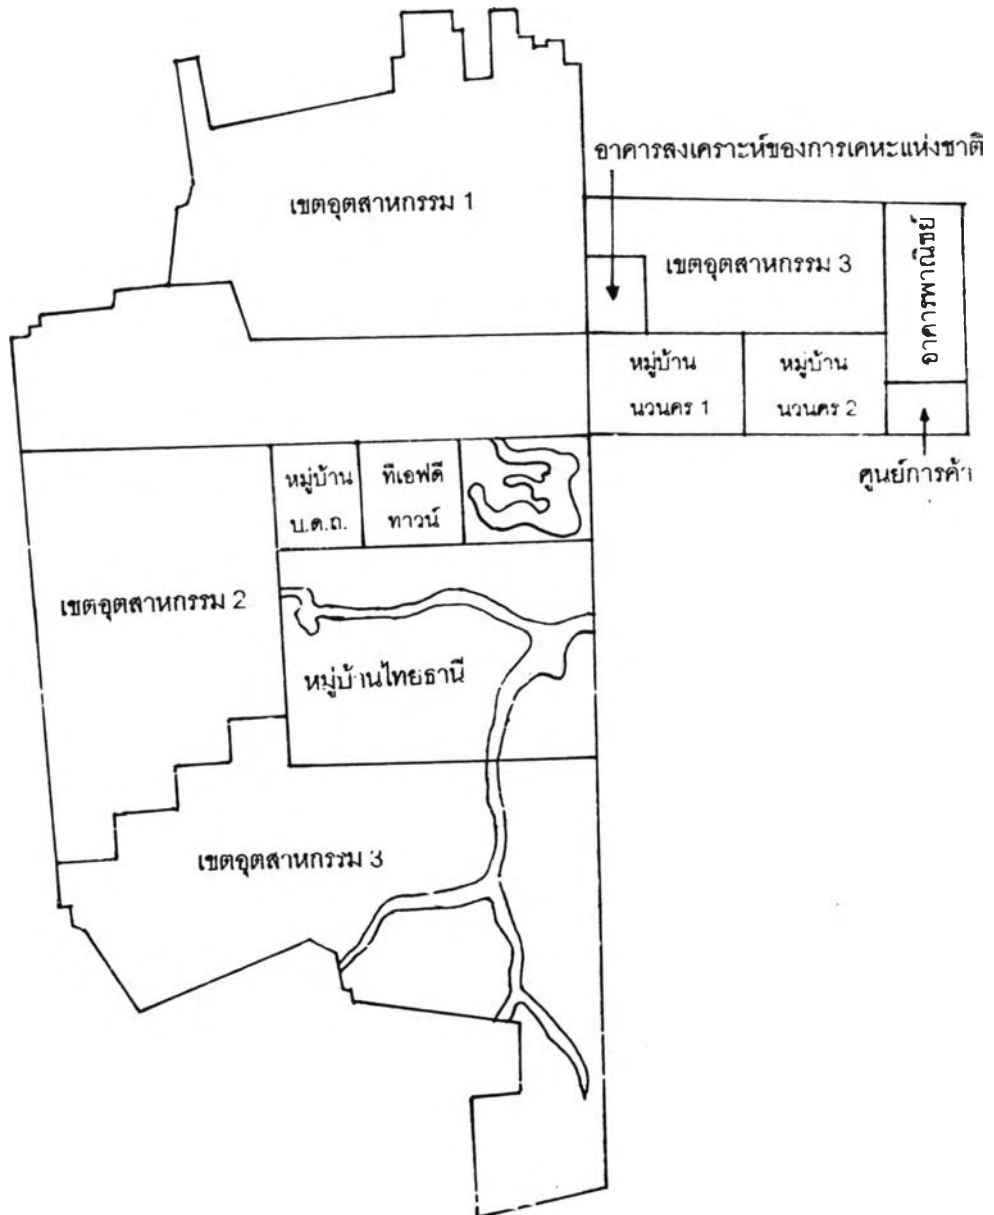 อาคารสงเคราะห์ของการเคหะแห่งชาติ
เขตอุตสาหกรรม 1
เขตอุตสาหกรรม 3
อาคารพาณิชย์
หมู่บ้าน
นวนคร 1
หมู่บ้าน
นวนคร 2
ศูนย์การค้า
หมู่บ้าน
บ.ด.ถ.
ทีเอฟดี
ทาวน์
เขตอุตสาหกรรม 2
หมู่บ้านไทยธานี
เขตอุตสาหกรรม 3